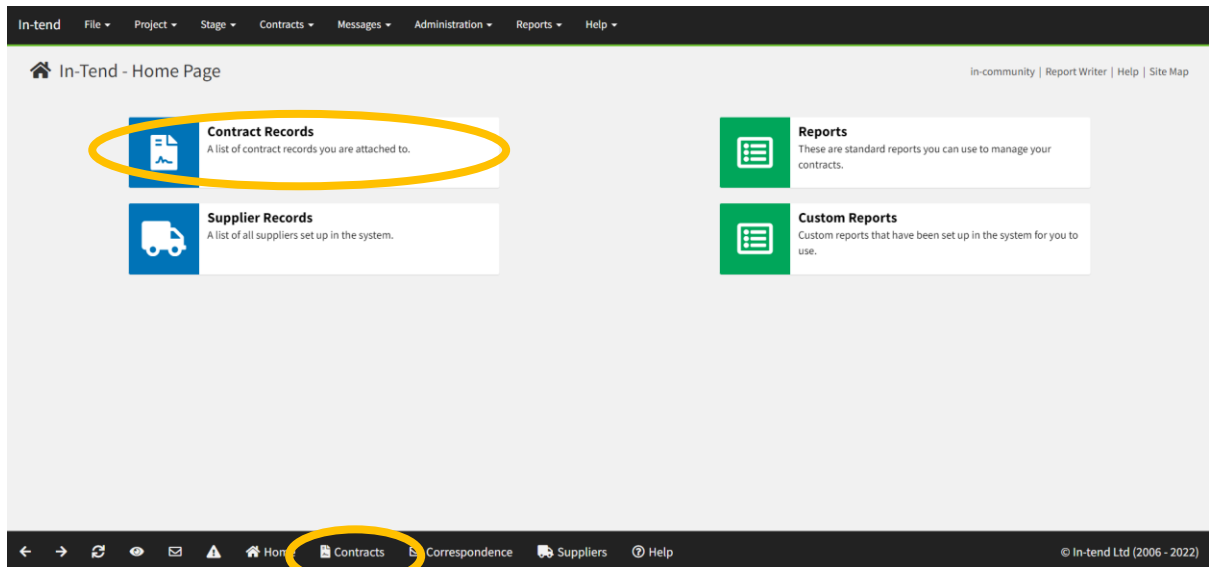 In-tend File Project Stage Contracts Messages Administration Reports Help
In-Tend - Home Page
in-community | Report Writer | Help | Site Map
Contract Records
A list of contract records you are attached to.
Reports
These are standard reports you can use to manage your
contracts.
Supplier Records
A list of all suppliers set up in the system.
Custom Reports
Custom reports that have been set up in the system for you to
use.
Home Contracts Correspondence Suppliers Help © In-tend Ltd (2006 - 2022)